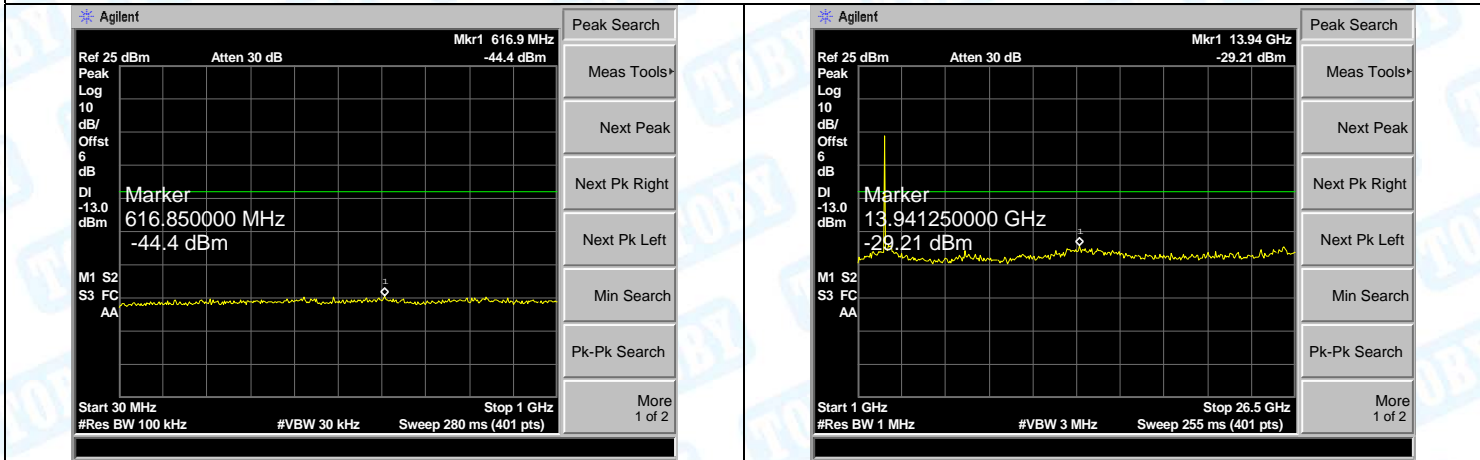 Agilent
Peak Search
Mkr1 616.9 MHz
Ref 25 dBm Atten 30 dB -44.4 dBm
Peak
Log
10
dB/
Offst
6
dB
DI
-13.0
dBm
Marker
616.850000 MHz
-44.4 dBm
1
M1 S2
S3 FC
AA
Start 30 MHz Stop 1 GHz
#Res BW 100 kHz #VBW 30 kHz Sweep 280 ms (401 pts)
Meas Tools
Next Peak
Next Pk Right
Next Pk Left
Min Search
Pk-Pk Search
More
1 of 2
Agilent
Peak Search
Mkr1 13.94 GHz
Ref 25 dBm Atten 30 dB -29.21 dBm
Peak
Log
10
dB/
Offst
6
dB
DI
-13.0
dBm
Marker
13.941250000 GHz
-29.21 dBm
1
M1 S2
S3 FC
AA
Start 1 GHz Stop 26.5 GHz
#Res BW 1 MHz #VBW 3 MHz Sweep 255 ms (401 pts)
Meas Tools
Next Peak
Next Pk Right
Next Pk Left
Min Search
Pk-Pk Search
More
1 of 2
TOBY
TOBY
TOBY